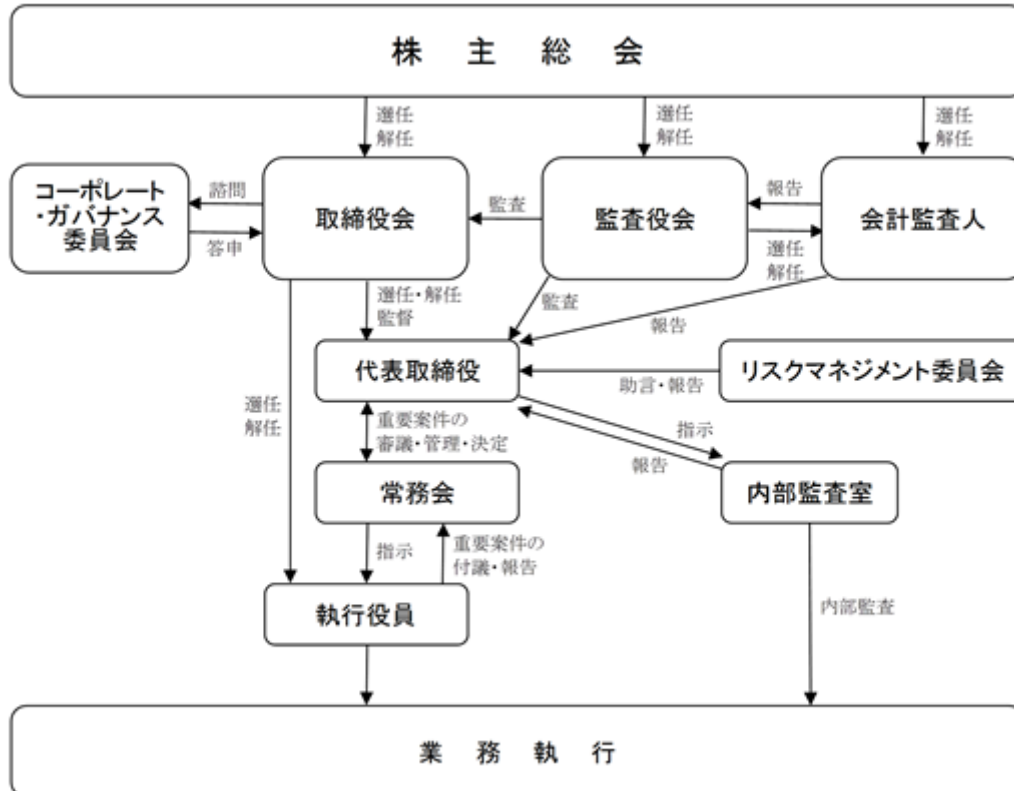 株主総会
選任
解任
選任
解任
選任
解任
コーポレート
・ガバナンス
委員会
諮問
答申
取締役会
監査
監査役会
報告
選任
解任
会計監査人
選任・解任
監督
監査
報告
代表取締役
助言・報告
リスクマネジメント委員会
選任
解任
重要案件の
審議・管理・決定
指示
報告
常務会
内部監査室
指示
重要案件の
付議・報告
執行役員
内部監査
業務執行